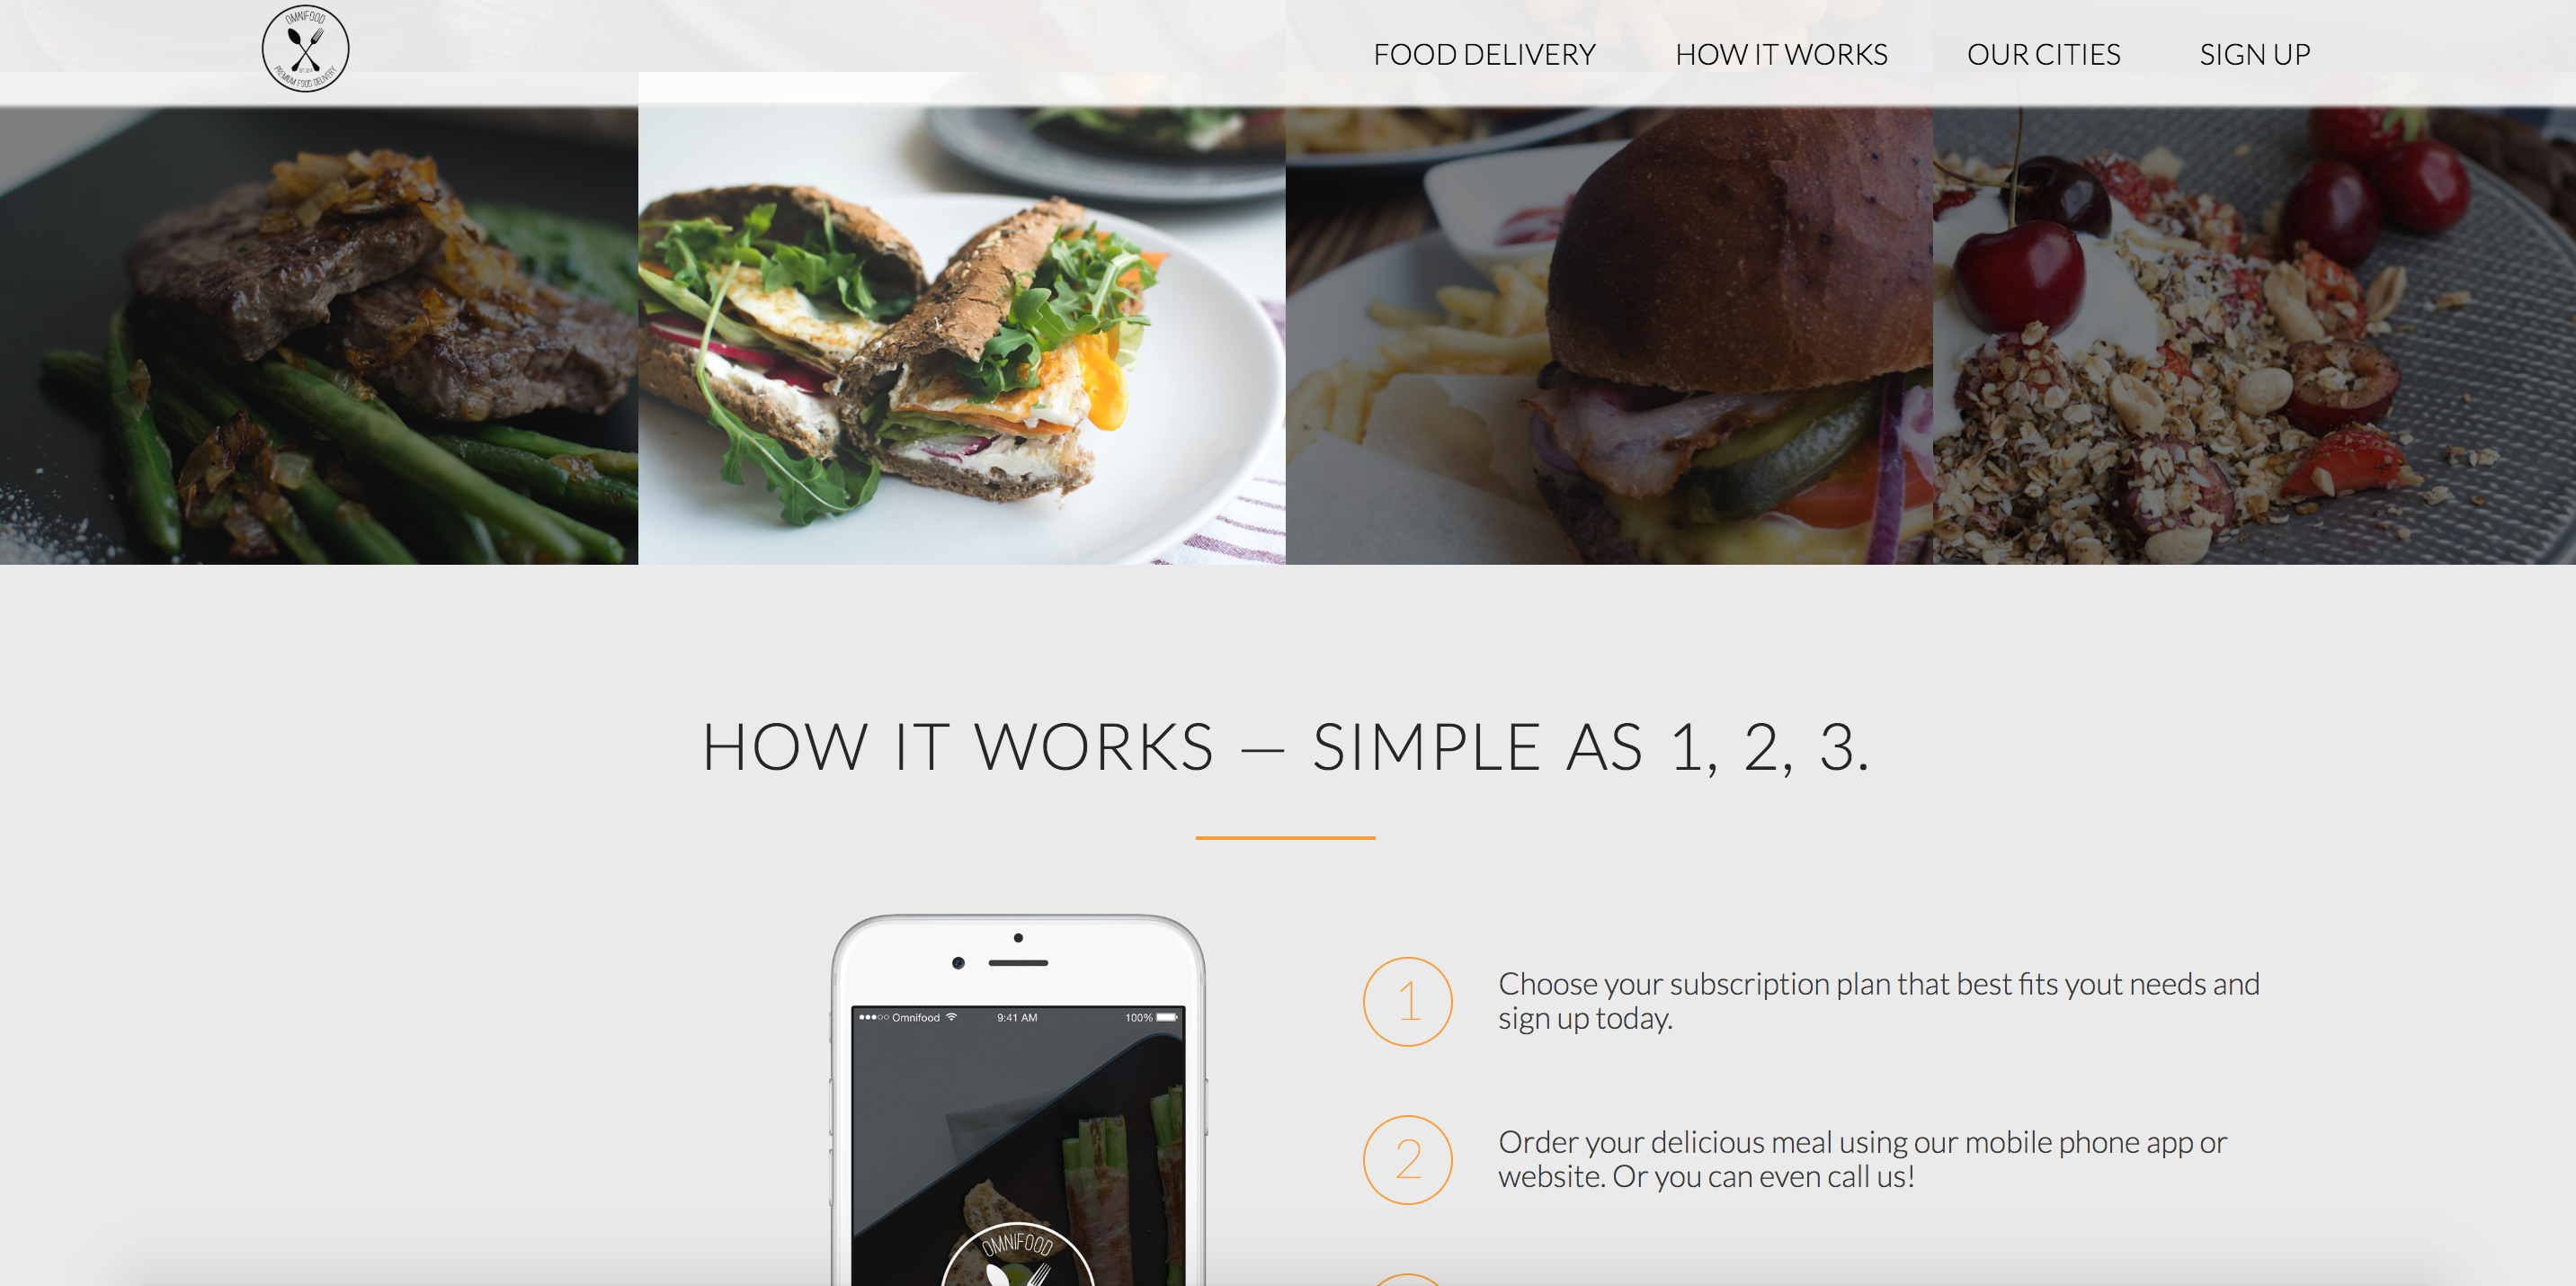 OMNIFOOD
PREMIUM FOOD DELIVERY
FOOD DELIVERY
HOW IT WORKS
OUR CITIES
SIGN UP
HOW IT WORKS — SIMPLE AS 1, 2, 3.
Omnifood 9:41 AM 100%
OMNIFOOD
1
Choose your subscription plan that best fits yout needs and
sign up today.
2
Order your delicious meal using our mobile phone app or
website. Or you can even call us!